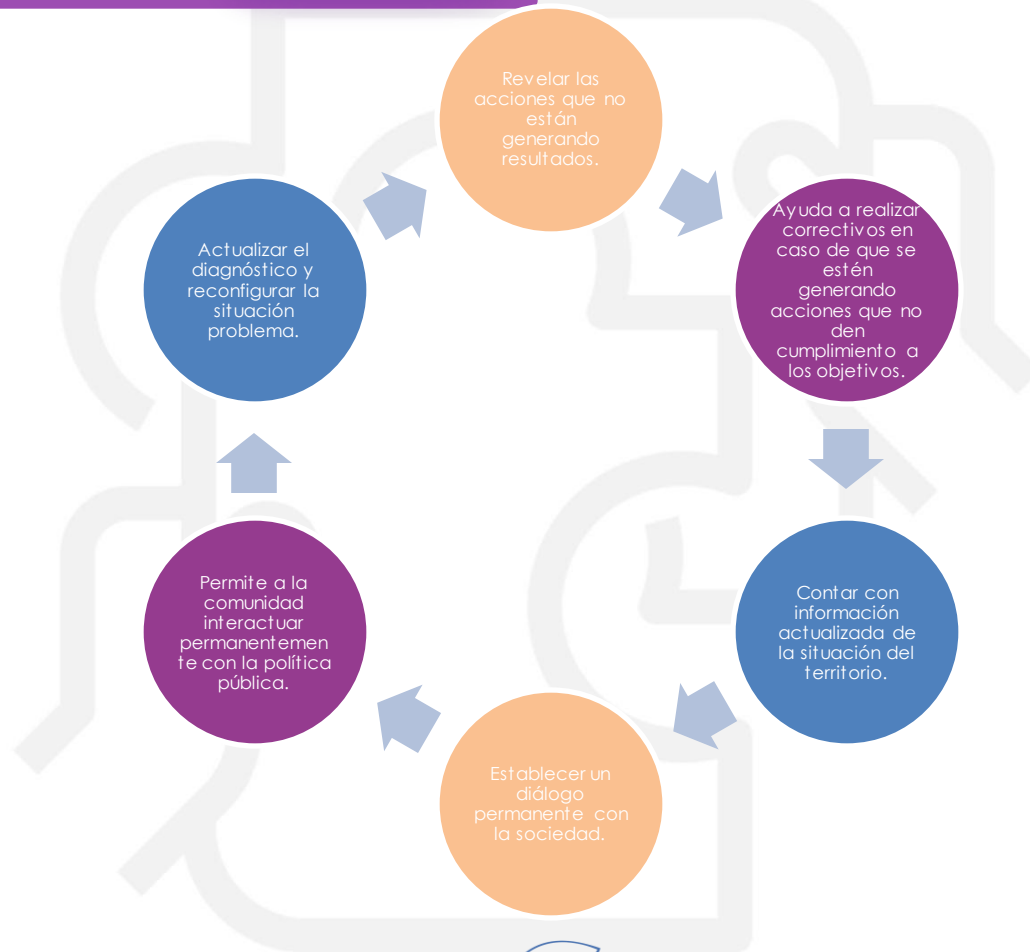 Revelar las
acciones que no
están
generando
resultados.
Ayuda a realizar
correctivos en
caso de que se
estén
generando
acciones que no
den
cumplimiento a
los objetivos.
Contar con
información
actualizada de
la situación del
territorio.
Establecer un
diálogo
permanente con
la sociedad.
Permite a la
comunidad
interactuar
permanentemen
te con la política
pública.
Actualizar el
diagnóstico y
reconfigurar la
situación
problema.